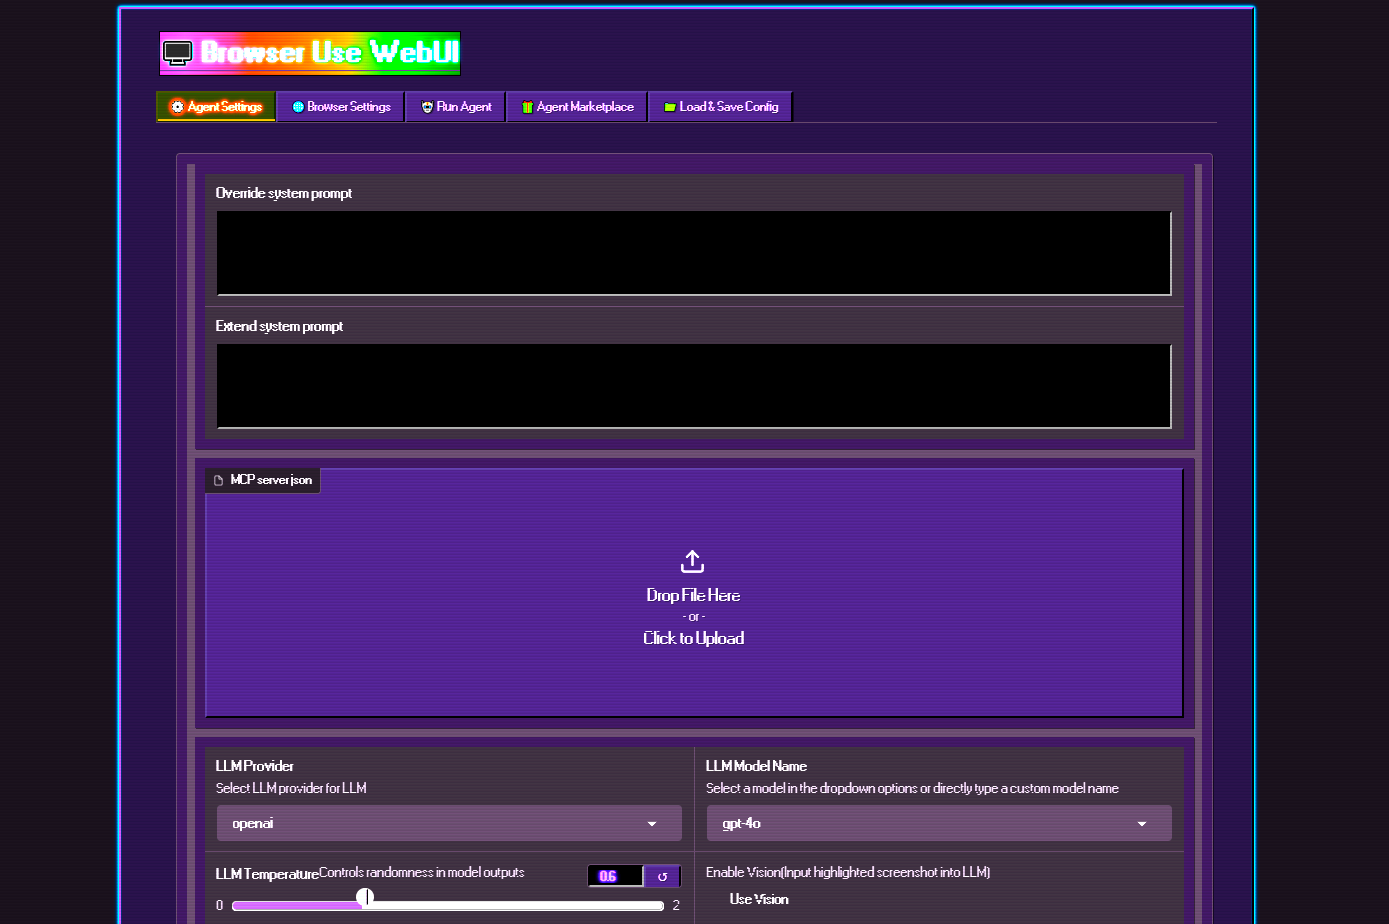 Browser Use WebUI
Agent Settings
Browser Settings
Run Agent
Agent Marketplace
Load & Save Config
Override system prompt
Extend system prompt
MCP server json
Drop File Here
- or -
Click to Upload
LLM Provider
Select LLM provider for LLM
openai
LLM Model Name
Select a model in the dropdown options or directly type a custom model name
gpt-4o
LLM Temperature Controls randomness in model outputs
0.6
0
2
Enable Vision(Input highlighted screenshot into LLM)
Use Vision